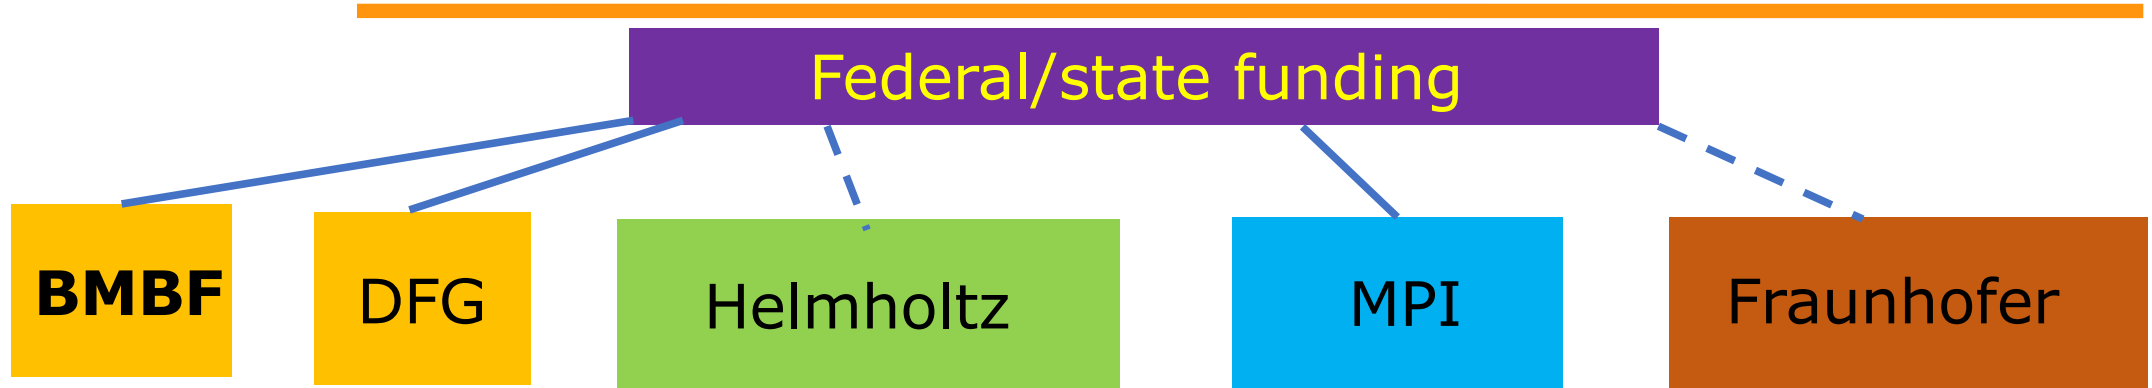 Federal/state funding
BMBF
DFG
Helmholtz
MPI
Fraunhofer